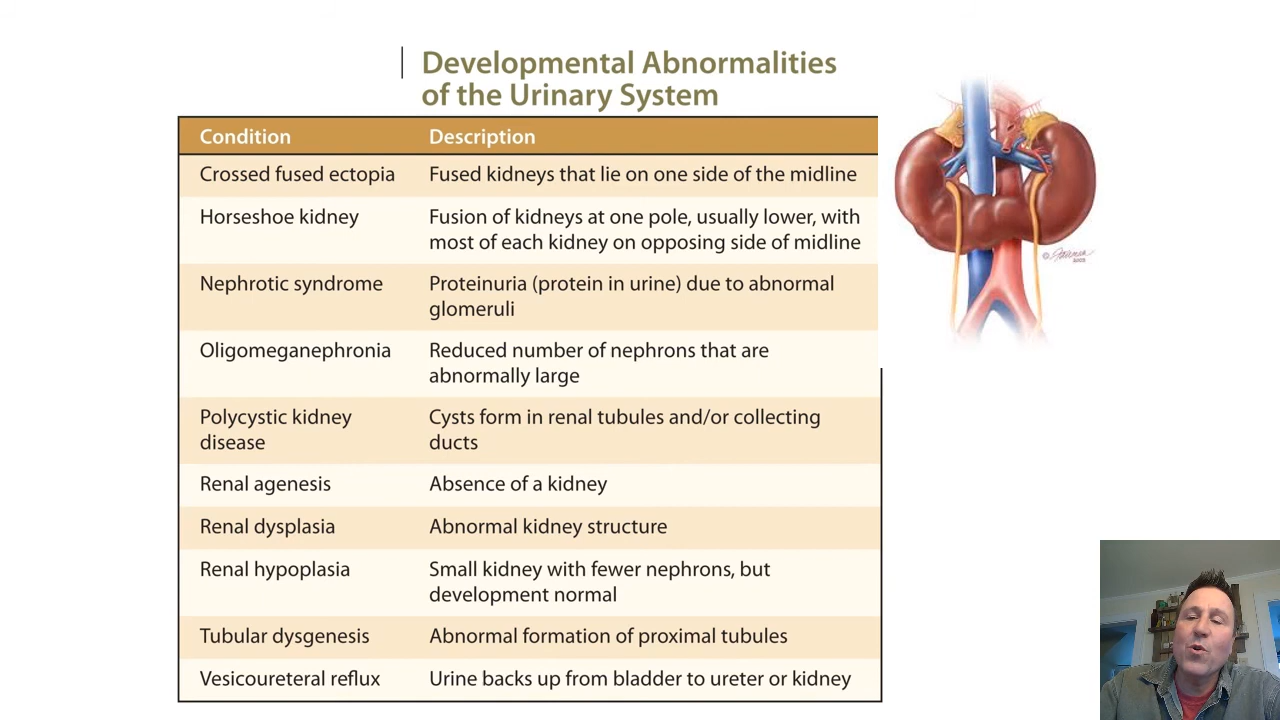 Developmental Abnormalities
of the Urinary System
Condition Description
Crossed fused ectopia Fused kidneys that lie on one side of the midline
Horseshoe kidney Fusion of kidneys at one pole, usually lower, with
most of each kidney on opposing side of midline
Nephrotic syndrome Proteinuria (protein in urine) due to abnormal
glomeruli
Oligomeganephronia Reduced number of nephrons that are
abnormally large
Polycystic kidney Cysts form in renal tubules and/or collecting
disease ducts
Renal agenesis Absence of a kidney
Renal dysplasia Abnormal kidney structure
Renal hypoplasia Small kidney with fewer nephrons, but
development normal
Tubular dysgenesis Abnormal formation of proximal tubules
Vesicoureteral reflux Urine backs up from bladder to ureter or kidney